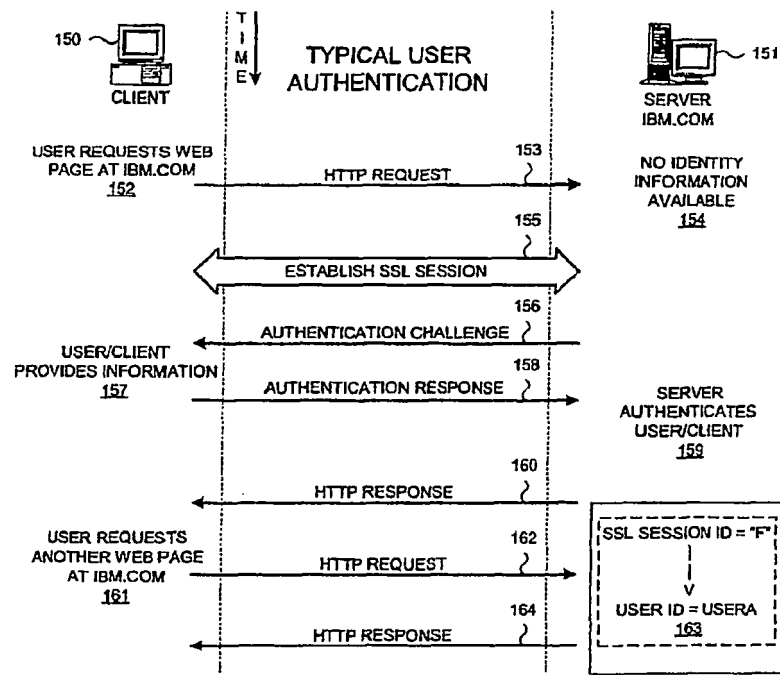 150
T
I
M
E
TYPICAL USER
AUTHENTICATION
151
CLIENT
SERVER
IBM.COM
USER REQUESTS WEB
PAGE AT IBM.COM
152
153
HTTP REQUEST
NO IDENTITY
INFORMATION
AVAILABLE
154
155
ESTABLISH SSL SESSION
156
AUTHENTICATION CHALLENGE
USER/CLIENT
PROVIDES INFORMATION
157
158
AUTHENTICATION RESPONSE
SERVER
AUTHENTICATES
USER/CLIENT
159
160
HTTP RESPONSE
USER REQUESTS
ANOTHER WEB PAGE
AT IBM.COM
161
162
HTTP REQUEST
SSL SESSION ID = "F"
USER ID = USERA
163
164
HTTP RESPONSE